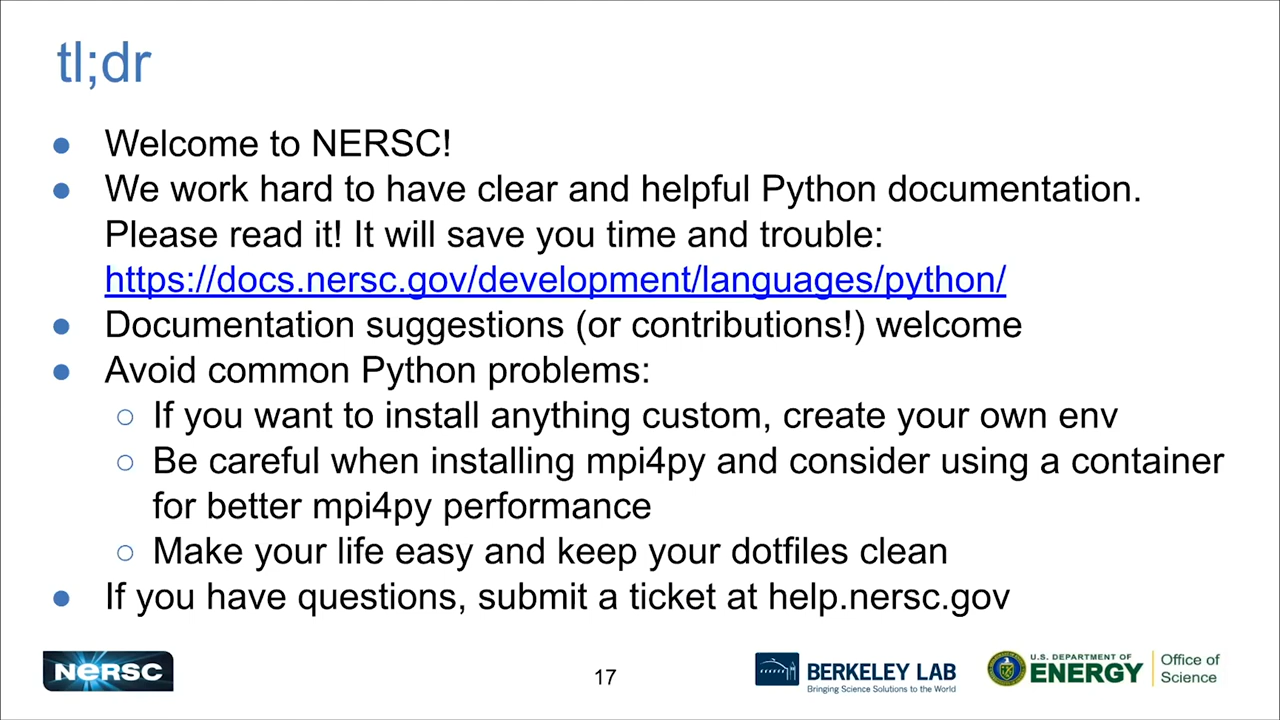 tl;dr
● Welcome to NERSC!
● We work hard to have clear and helpful Python documentation.
Please read it! It will save you time and trouble:
https://docs.nersc.gov/development/languages/python/
● Documentation suggestions (or contributions!) welcome
● Avoid common Python problems:
○ If you want to install anything custom, create your own env
○ Be careful when installing mpi4py and consider using a container
for better mpi4py performance
○ Make your life easy and keep your dotfiles clean
● If you have questions, submit a ticket at help.nersc.gov
NERSC
17
BERKELEY LAB
Bringing Science Solutions to the World
U.S. DEPARTMENT OF
ENERGY
Office of
Science